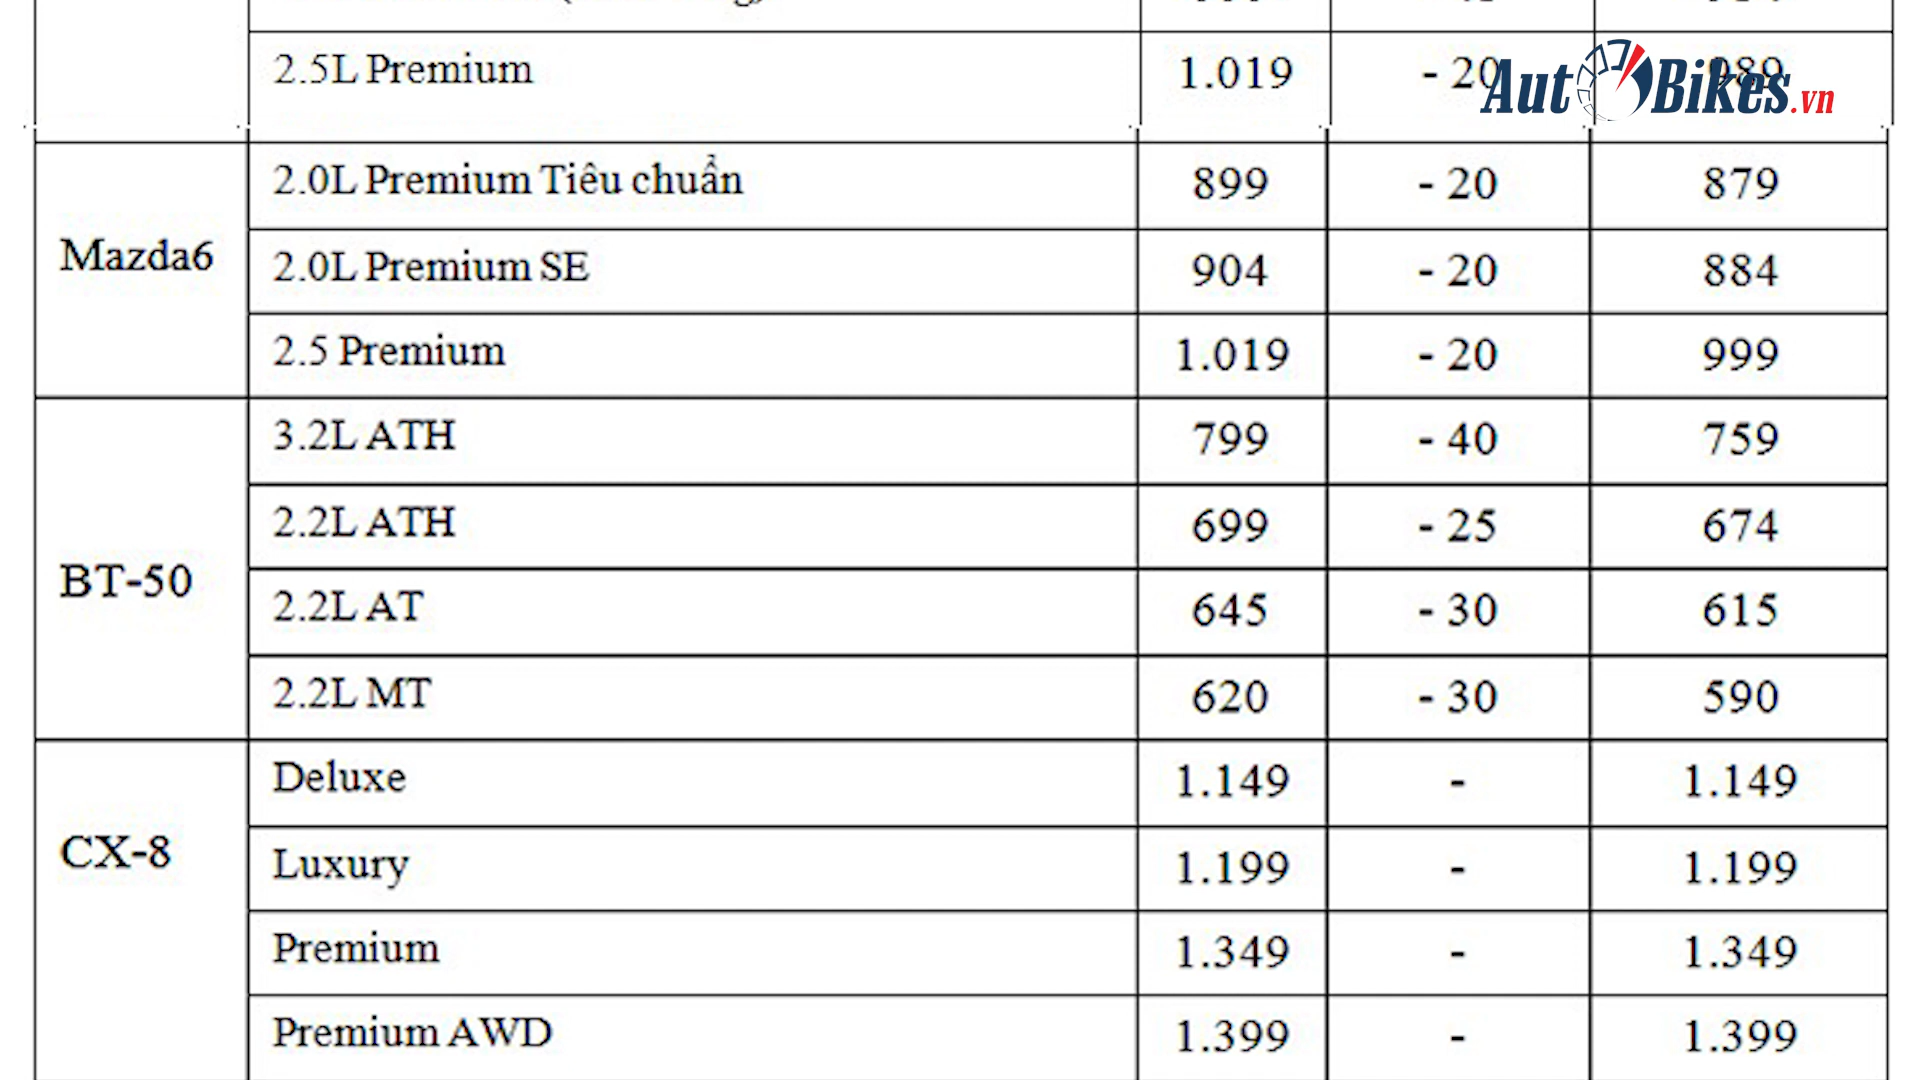 2.5L Premium 1.019 - 20 989
AutoBikes.vn
2.0L Premium Tiêu chuẩn 899 - 20 879
Mazda6
2.0L Premium SE 904 - 20 884
2.5 Premium 1.019 - 20 999
3.2L ATH 799 - 40 759
2.2L ATH 699 - 25 674
BT-50
2.2L AT 645 - 30 615
2.2L MT 620 - 30 590
Deluxe 1.149 - 1.149
CX-8
Luxury 1.199 - 1.199
Premium 1.349 - 1.349
Premium AWD 1.399 - 1.399